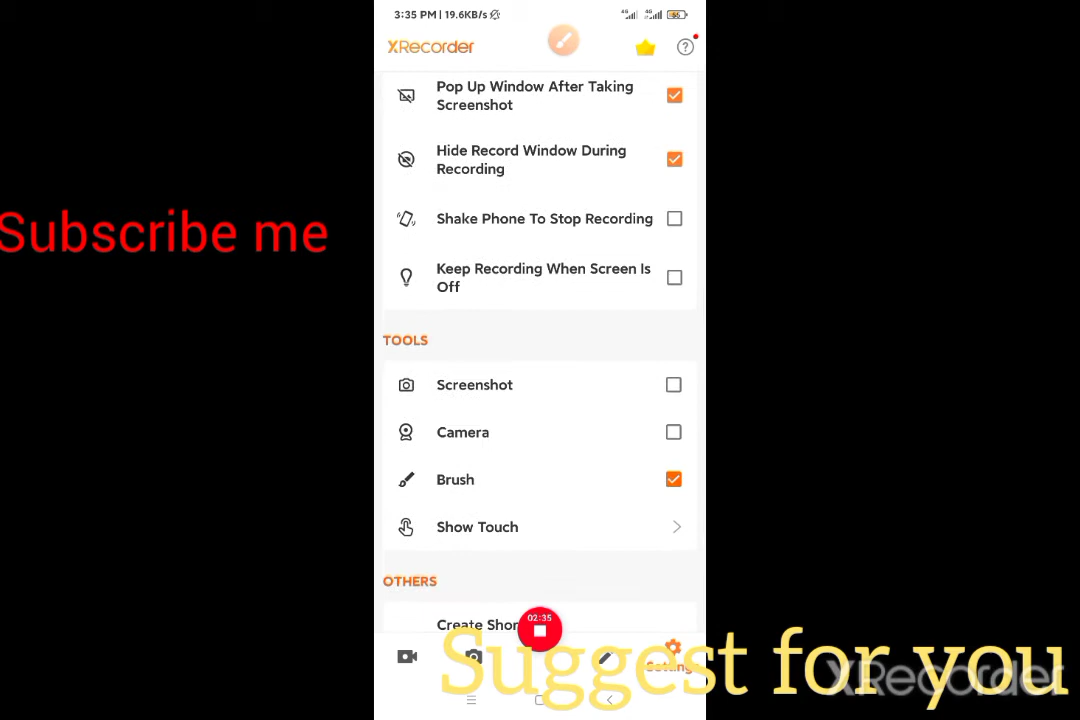 3:35 PM | 19.6KB/s
XRecorder
Pop Up Window After Taking
Screenshot
Hide Record Window During
Recording
Subscribe me
Shake Phone To Stop Recording
Keep Recording When Screen Is
Off
TOOLS
Screenshot
Camera
Brush
Show Touch
OTHERS
Create Shor
02:35
Suggest for you
XRecorder